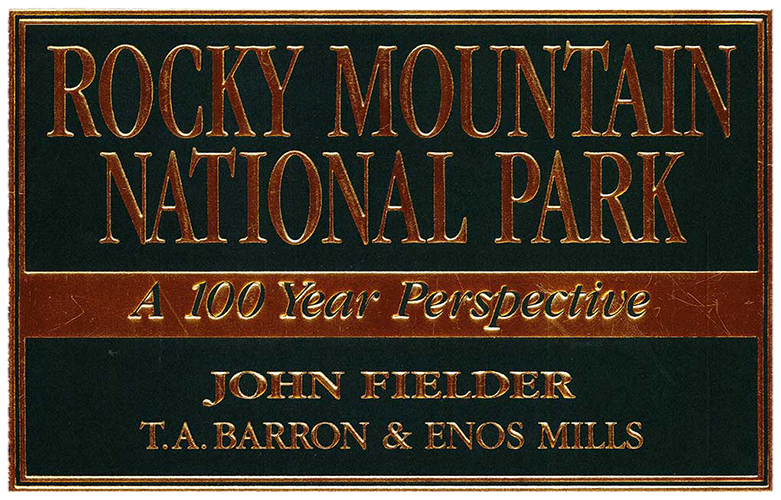 ROCKY MOUNTAIN
NATIONAL PARK
A 100 Year Perspective
JOHN FIELDER
T.A. BARRON & ENOS MILLS